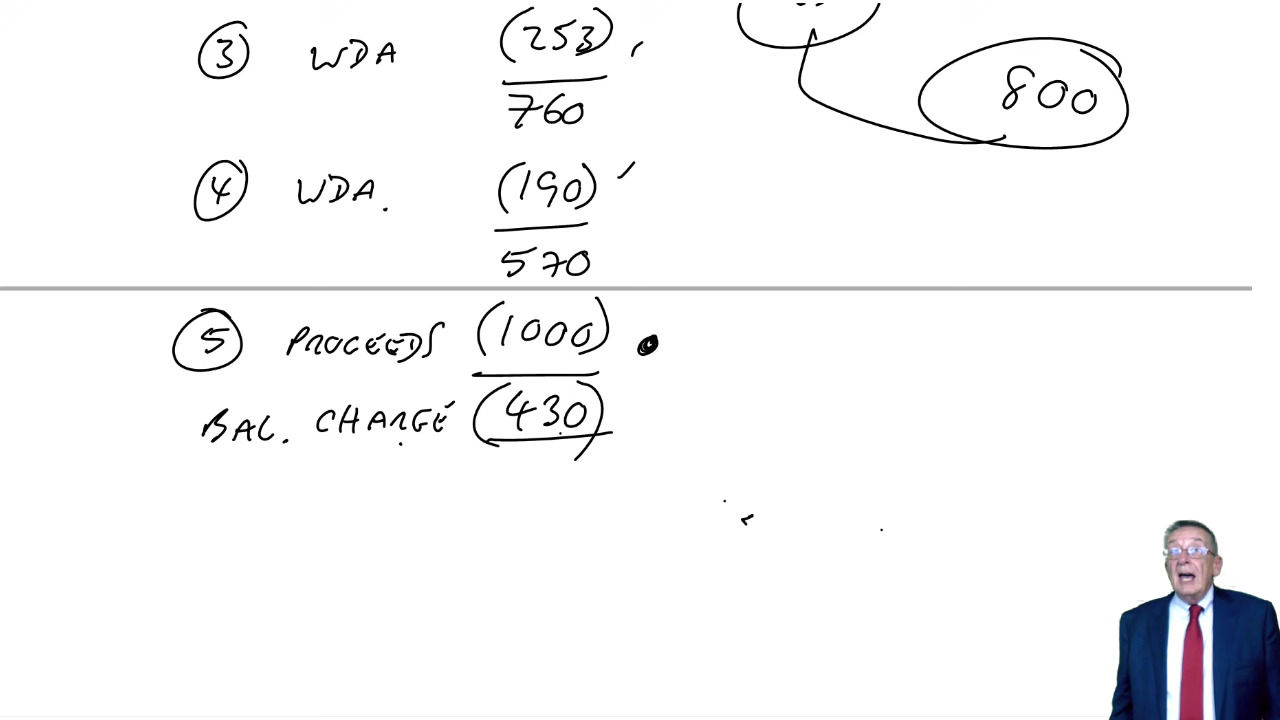 3 WDA (253)
800
760
4 WDA. (190)
570
5 PROCEEDS (1000)
BAL. CHARGE (430)